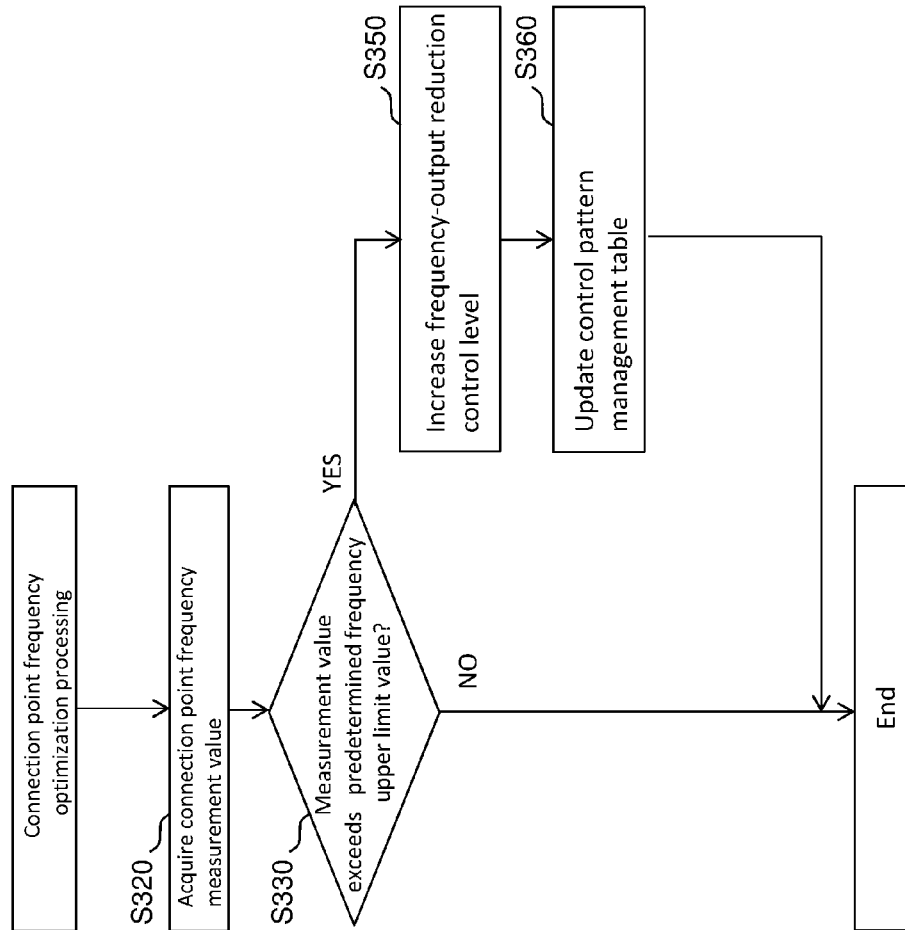 Connection point frequency
optimization processing
S320
Acquire connection point frequency
measurement value
S330
Measurement value
exceeds predetermined frequency
upper limit value?
YES
NO
S350
Increase frequency-output reduction
control level
S360
Update control pattern
management table
End